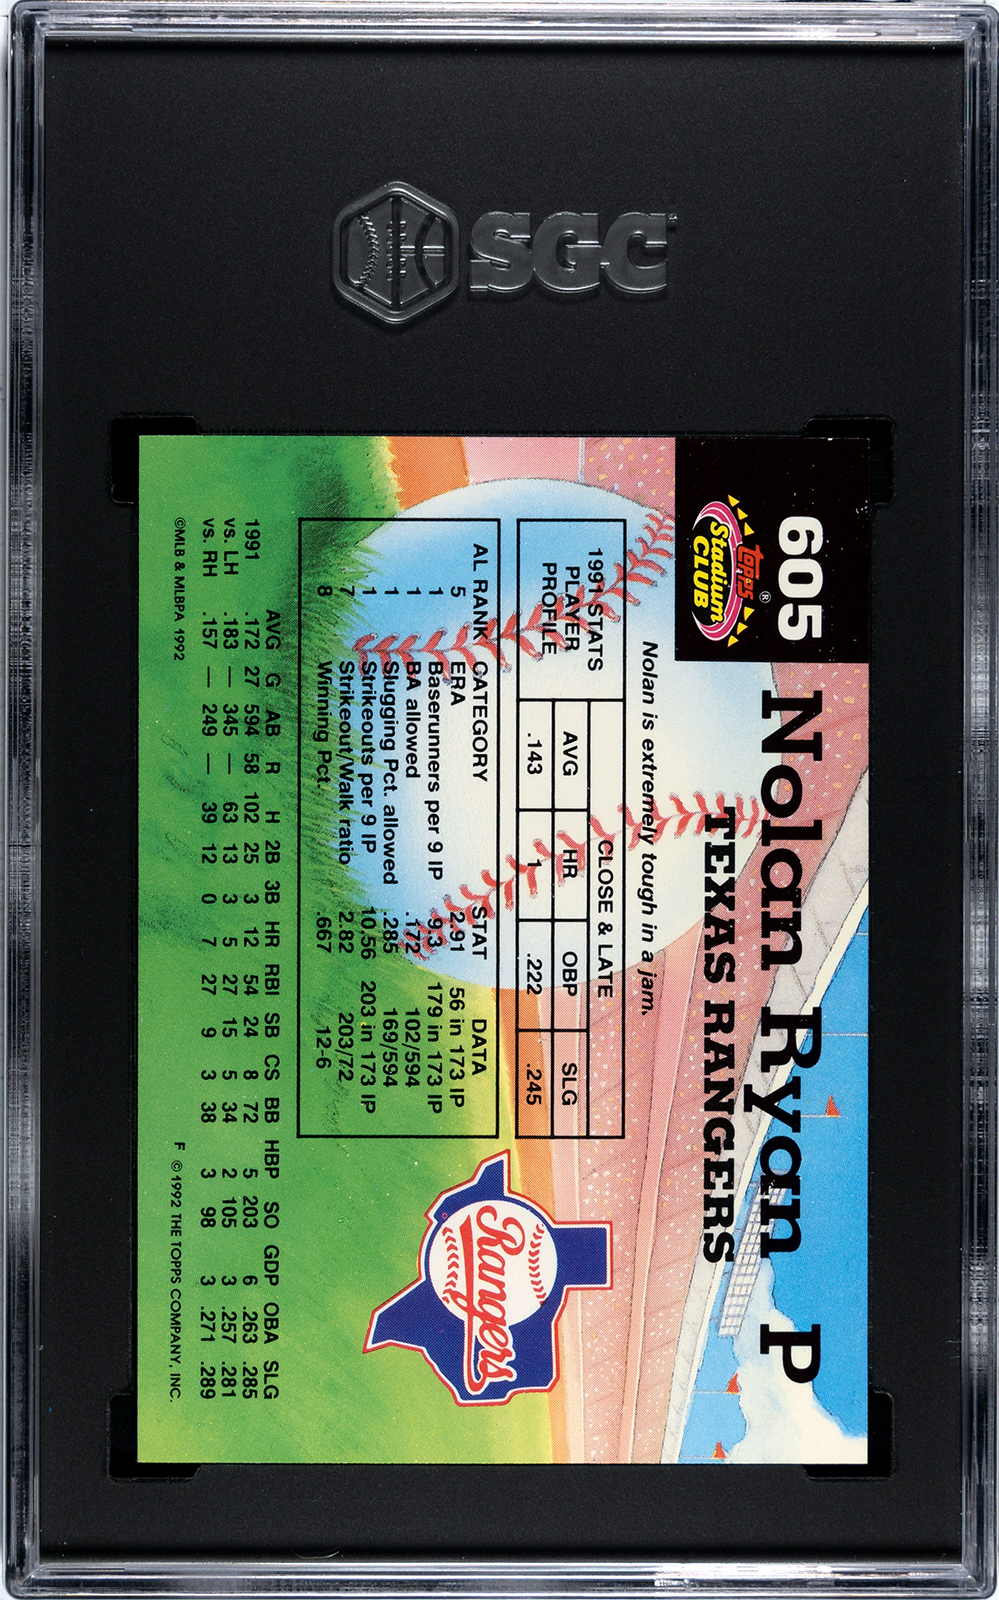 SGC
605
Topps®
Stadium
CLUB
Nolan Ryan P
TEXAS RANGERS
Nolan is extremely tough in a jam.
1991 STATS
PLAYER
PROFILE
CLOSE & LATE
AVG HR OBP SLG
.143 1 .222 .245
AL RANK CATEGORY STAT DATA
5 ERA 2.91 56 in 173 IP
1 Baserunners per 9 IP .93 179 in 173 IP
1 BA allowed .172 102/594
1 Slugging Pct. allowed .285 169/594
1 Strikeouts per 9 IP 10.56 203 in 173 IP
7 Strikeout/Walk ratio 2.82 203/72
8 Winning Pct. .667 12-6
Rangers
AVG G AB R H 2B 3B HR RBI SB CS BB HBP SO GDP OBA SLG
1991 .172 27 594 58 102 25 3 12 54 24 8 72 5 203 6 .263 .285
vs. LH .183 — 345 — 63 13 3 5 27 15 5 34 2 105 3 .257 .281
vs. RH .157 — 249 — 39 12 0 7 27 9 3 38 3 98 3 .271 .289
©MLB & MLBPA 1992
F © 1992 THE TOPPS COMPANY, INC.